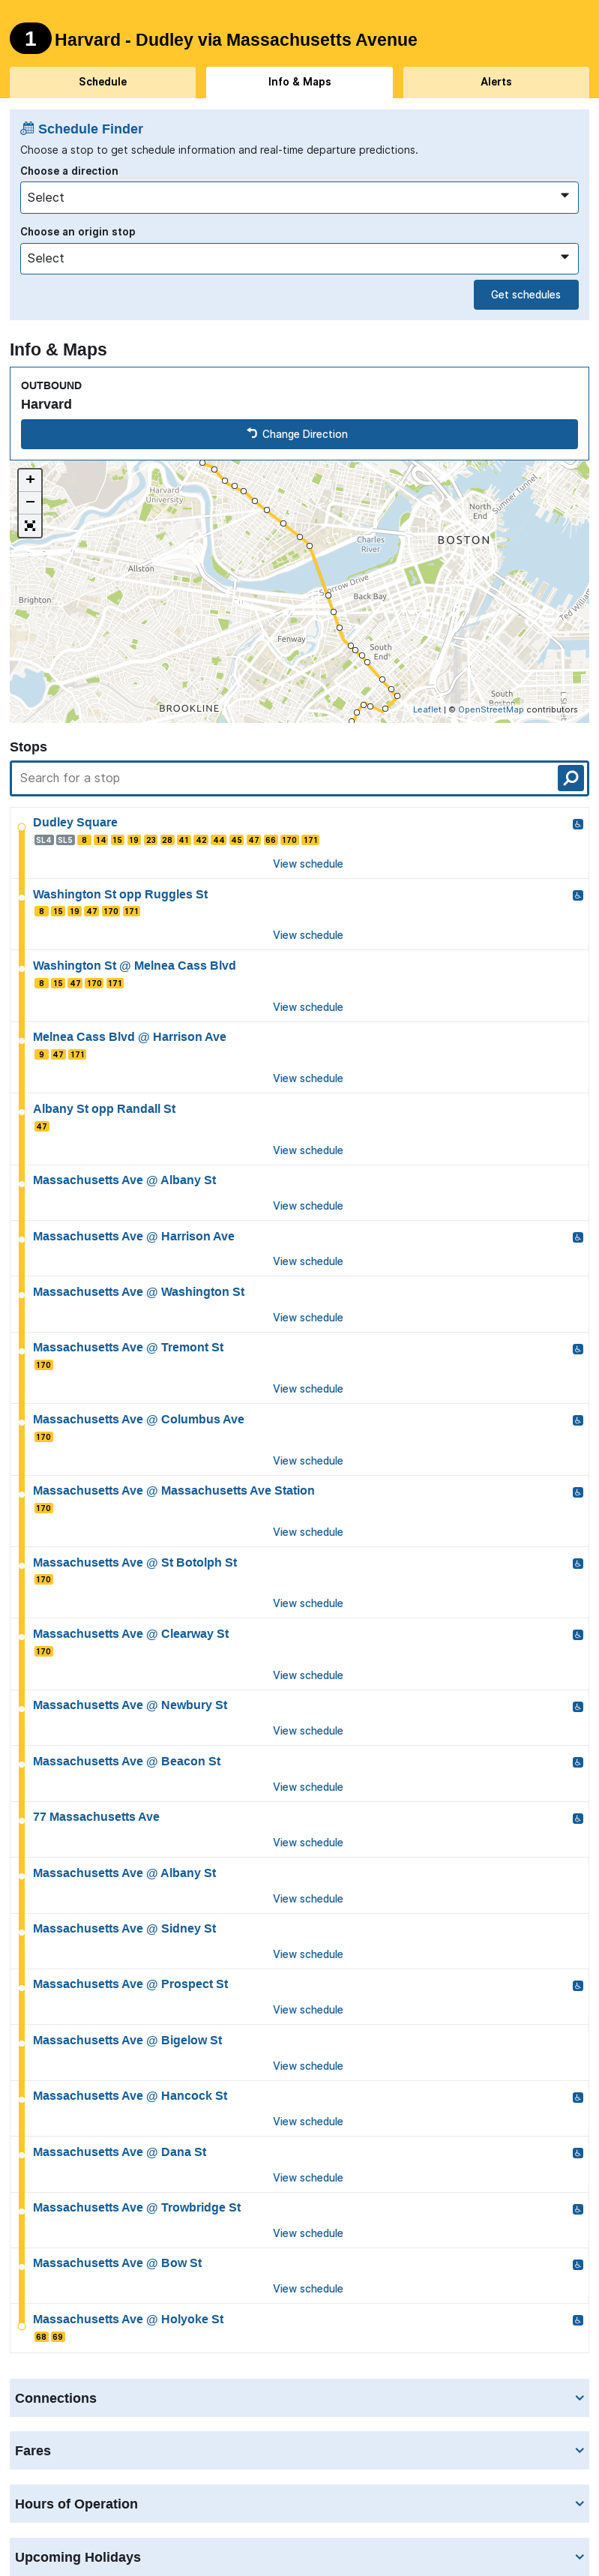 1 Harvard - Dudley via Massachusetts Avenue
Schedule Info & Maps Alerts
Schedule Finder
Choose a stop to get schedule information and real-time departure predictions.
Choose a direction
Select
Choose an origin stop
Select
Get schedules
Info & Maps
OUTBOUND
Harvard
Change Direction
+
−
Harvard
University
Summer Tunnel
North
End
Charles
River
BOSTON
Allston
Storrow Drive
Back Bay
Brighton
Ted William
Fenway
South
End
South
Boston
BROOKLINE
Leaflet | © OpenStreetMap contributors
Stops
Search for a stop
Dudley Square
SL4 SL5 8 14 15 19 23 28 41 42 44 45 47 66 170 171
View schedule
Washington St opp Ruggles St
8 15 19 47 170 171
View schedule
Washington St @ Melnea Cass Blvd
8 15 47 170 171
View schedule
Melnea Cass Blvd @ Harrison Ave
9 47 171
View schedule
Albany St opp Randall St
47
View schedule
Massachusetts Ave @ Albany St
View schedule
Massachusetts Ave @ Harrison Ave
View schedule
Massachusetts Ave @ Washington St
View schedule
Massachusetts Ave @ Tremont St
170
View schedule
Massachusetts Ave @ Columbus Ave
170
View schedule
Massachusetts Ave @ Massachusetts Ave Station
170
View schedule
Massachusetts Ave @ St Botolph St
170
View schedule
Massachusetts Ave @ Clearway St
170
View schedule
Massachusetts Ave @ Newbury St
View schedule
Massachusetts Ave @ Beacon St
View schedule
77 Massachusetts Ave
View schedule
Massachusetts Ave @ Albany St
View schedule
Massachusetts Ave @ Sidney St
View schedule
Massachusetts Ave @ Prospect St
View schedule
Massachusetts Ave @ Bigelow St
View schedule
Massachusetts Ave @ Hancock St
View schedule
Massachusetts Ave @ Dana St
View schedule
Massachusetts Ave @ Trowbridge St
View schedule
Massachusetts Ave @ Bow St
View schedule
Massachusetts Ave @ Holyoke St
68 69
Connections
Fares
Hours of Operation
Upcoming Holidays